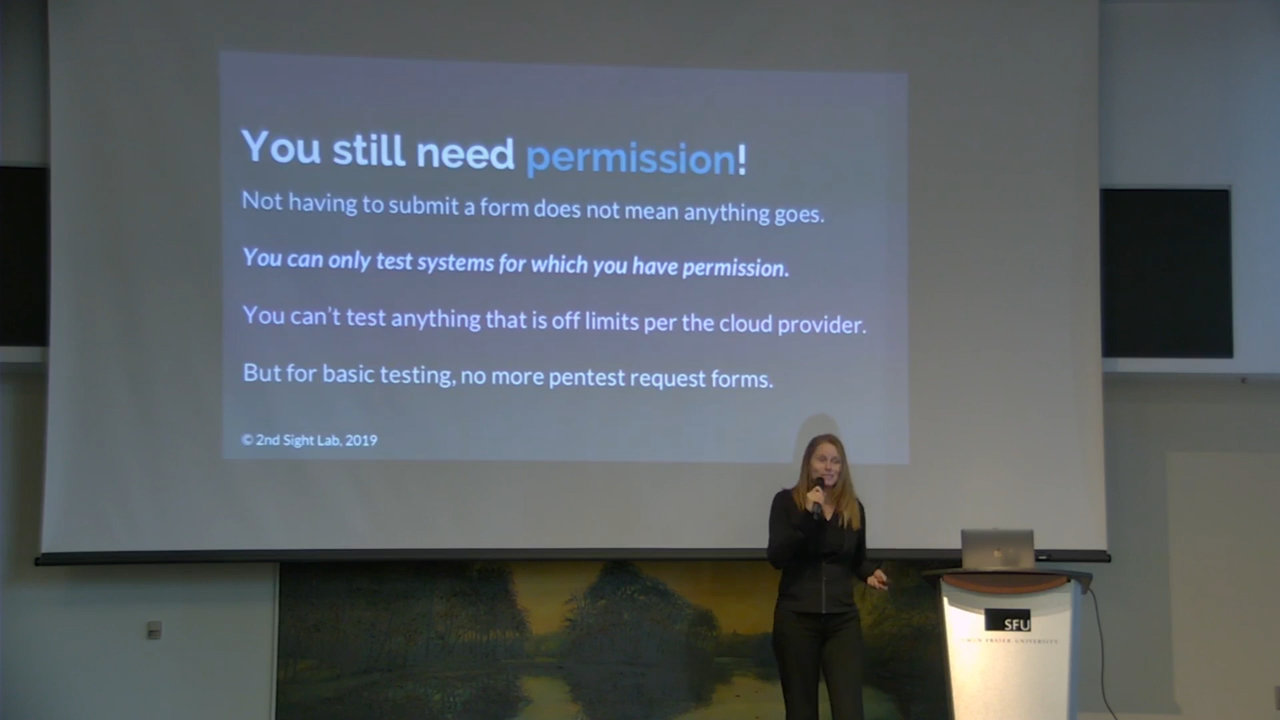 You still need permission!
Not having to submit a form does not mean anything goes.
You can only test systems for which you have permission.
You can't test anything that is off limits per the cloud provider.
But for basic testing, no more pentest request forms.
© 2nd Sight Lab, 2019
SFU
FRASER UNIVERSITY